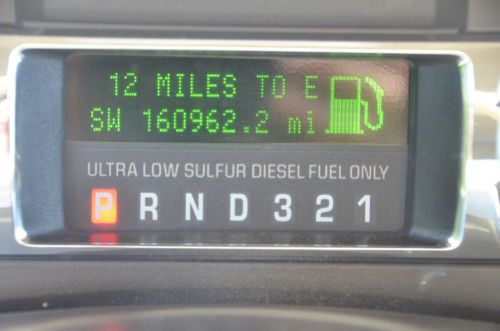 12 MILES TO E
SW 160962.2 mi
ULTRA LOW SULFUR DIESEL FUEL ONLY
P R N D 3 2 1